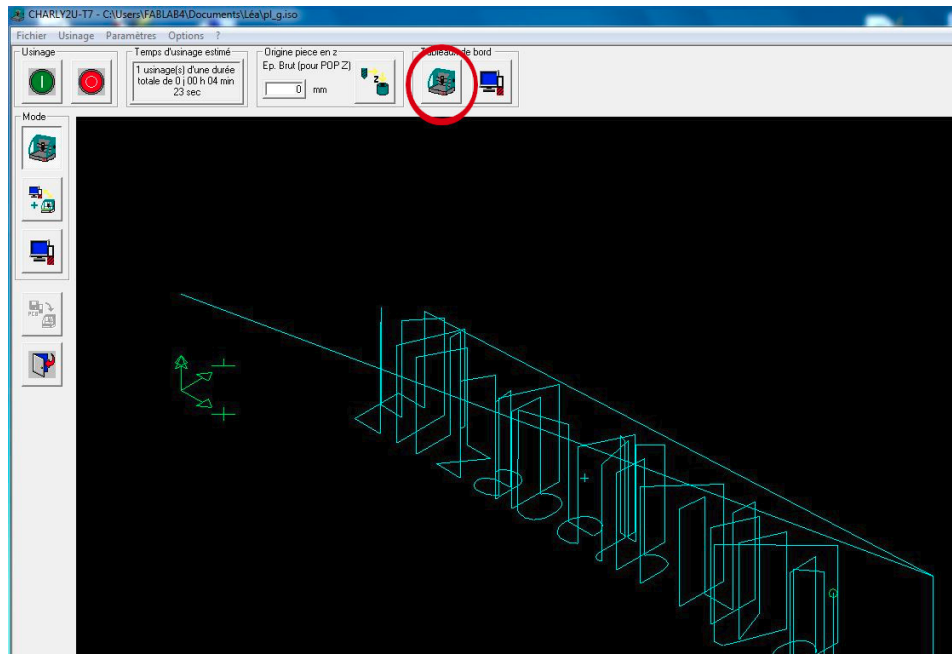 CHARLY2U-T7 - C:\Users\FABLAB4\Documents\Léa\pl_g.iso
Fichier Usinage Paramètres Options ?
Usinage
Temps d'usinage estimé
1 usinage(s) d'une durée
totale de 0 j 00 h 04 min
23 sec
Origine piece en z
Ep. Brut (pour POP Z)
0 mm
Z
Tableaux de bord
Mode
PCB